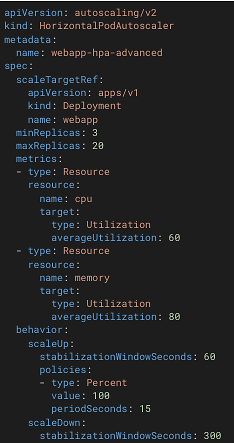 apiVersion: autoscaling/v2
kind: HorizontalPodAutoscaler
metadata:
  name: webapp-hpa-advanced
spec:
  scaleTargetRef:
    apiVersion: apps/v1
    kind: Deployment
    name: webapp
  minReplicas: 3
  maxReplicas: 20
  metrics:
  - type: Resource
    resource:
      name: cpu
      target:
        type: Utilization
        averageUtilization: 60
  - type: Resource
    resource:
      name: memory
      target:
        type: Utilization
        averageUtilization: 80
  behavior:
    scaleUp:
      stabilizationWindowSeconds: 60
      policies:
      - type: Percent
        value: 100
        periodSeconds: 15
    scaleDown:
      stabilizationWindowSeconds: 300